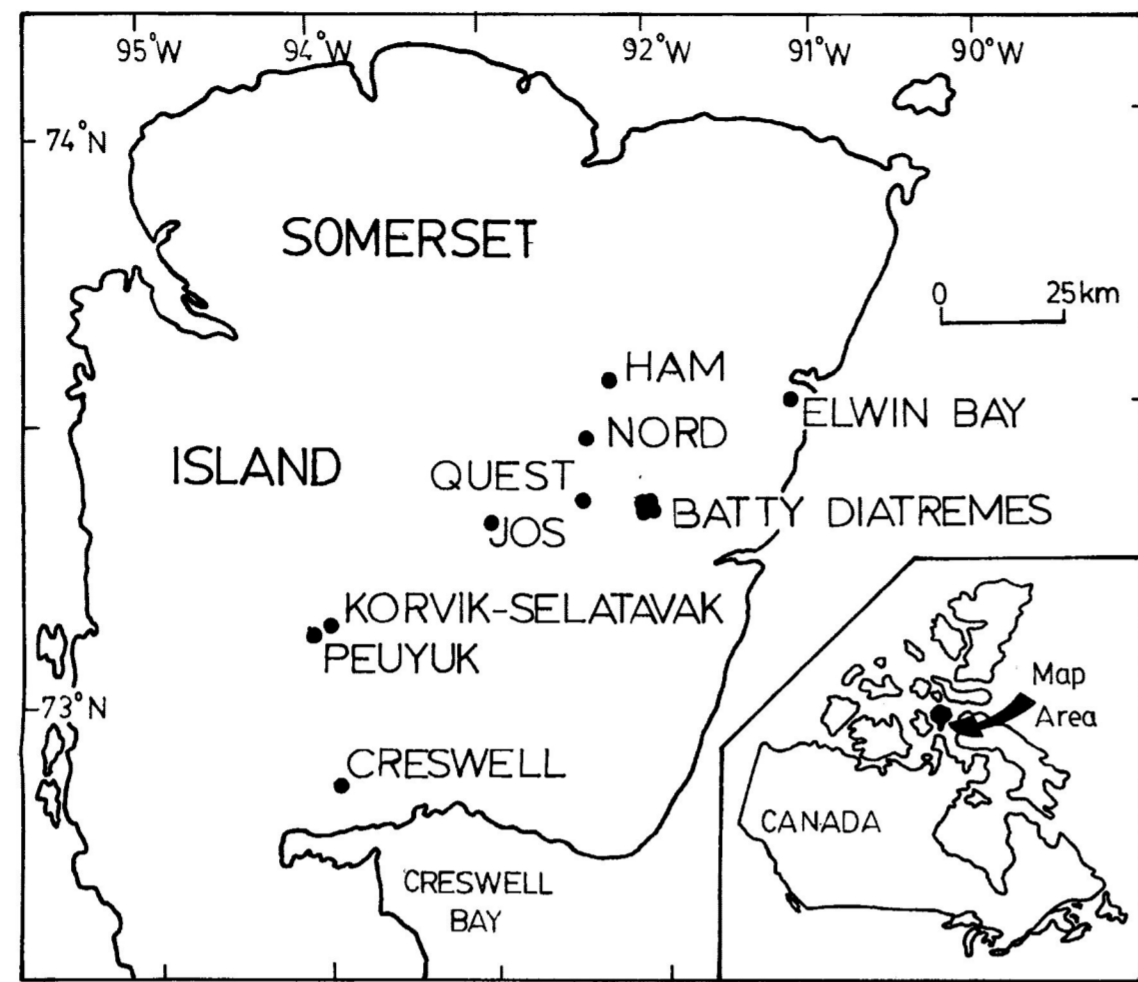 95°W 94°W 92°W 91°W 90°W
74°N
SOMERSET
0 25km
HAM
ELWIN BAY
NORD
ISLAND
QUEST
BATTY DIATREMES
JOS
KORVIK-SELATAVAK
PEUYUK
Map
Area
73°N
CRESWELL
CANADA
CRESWELL
BAY